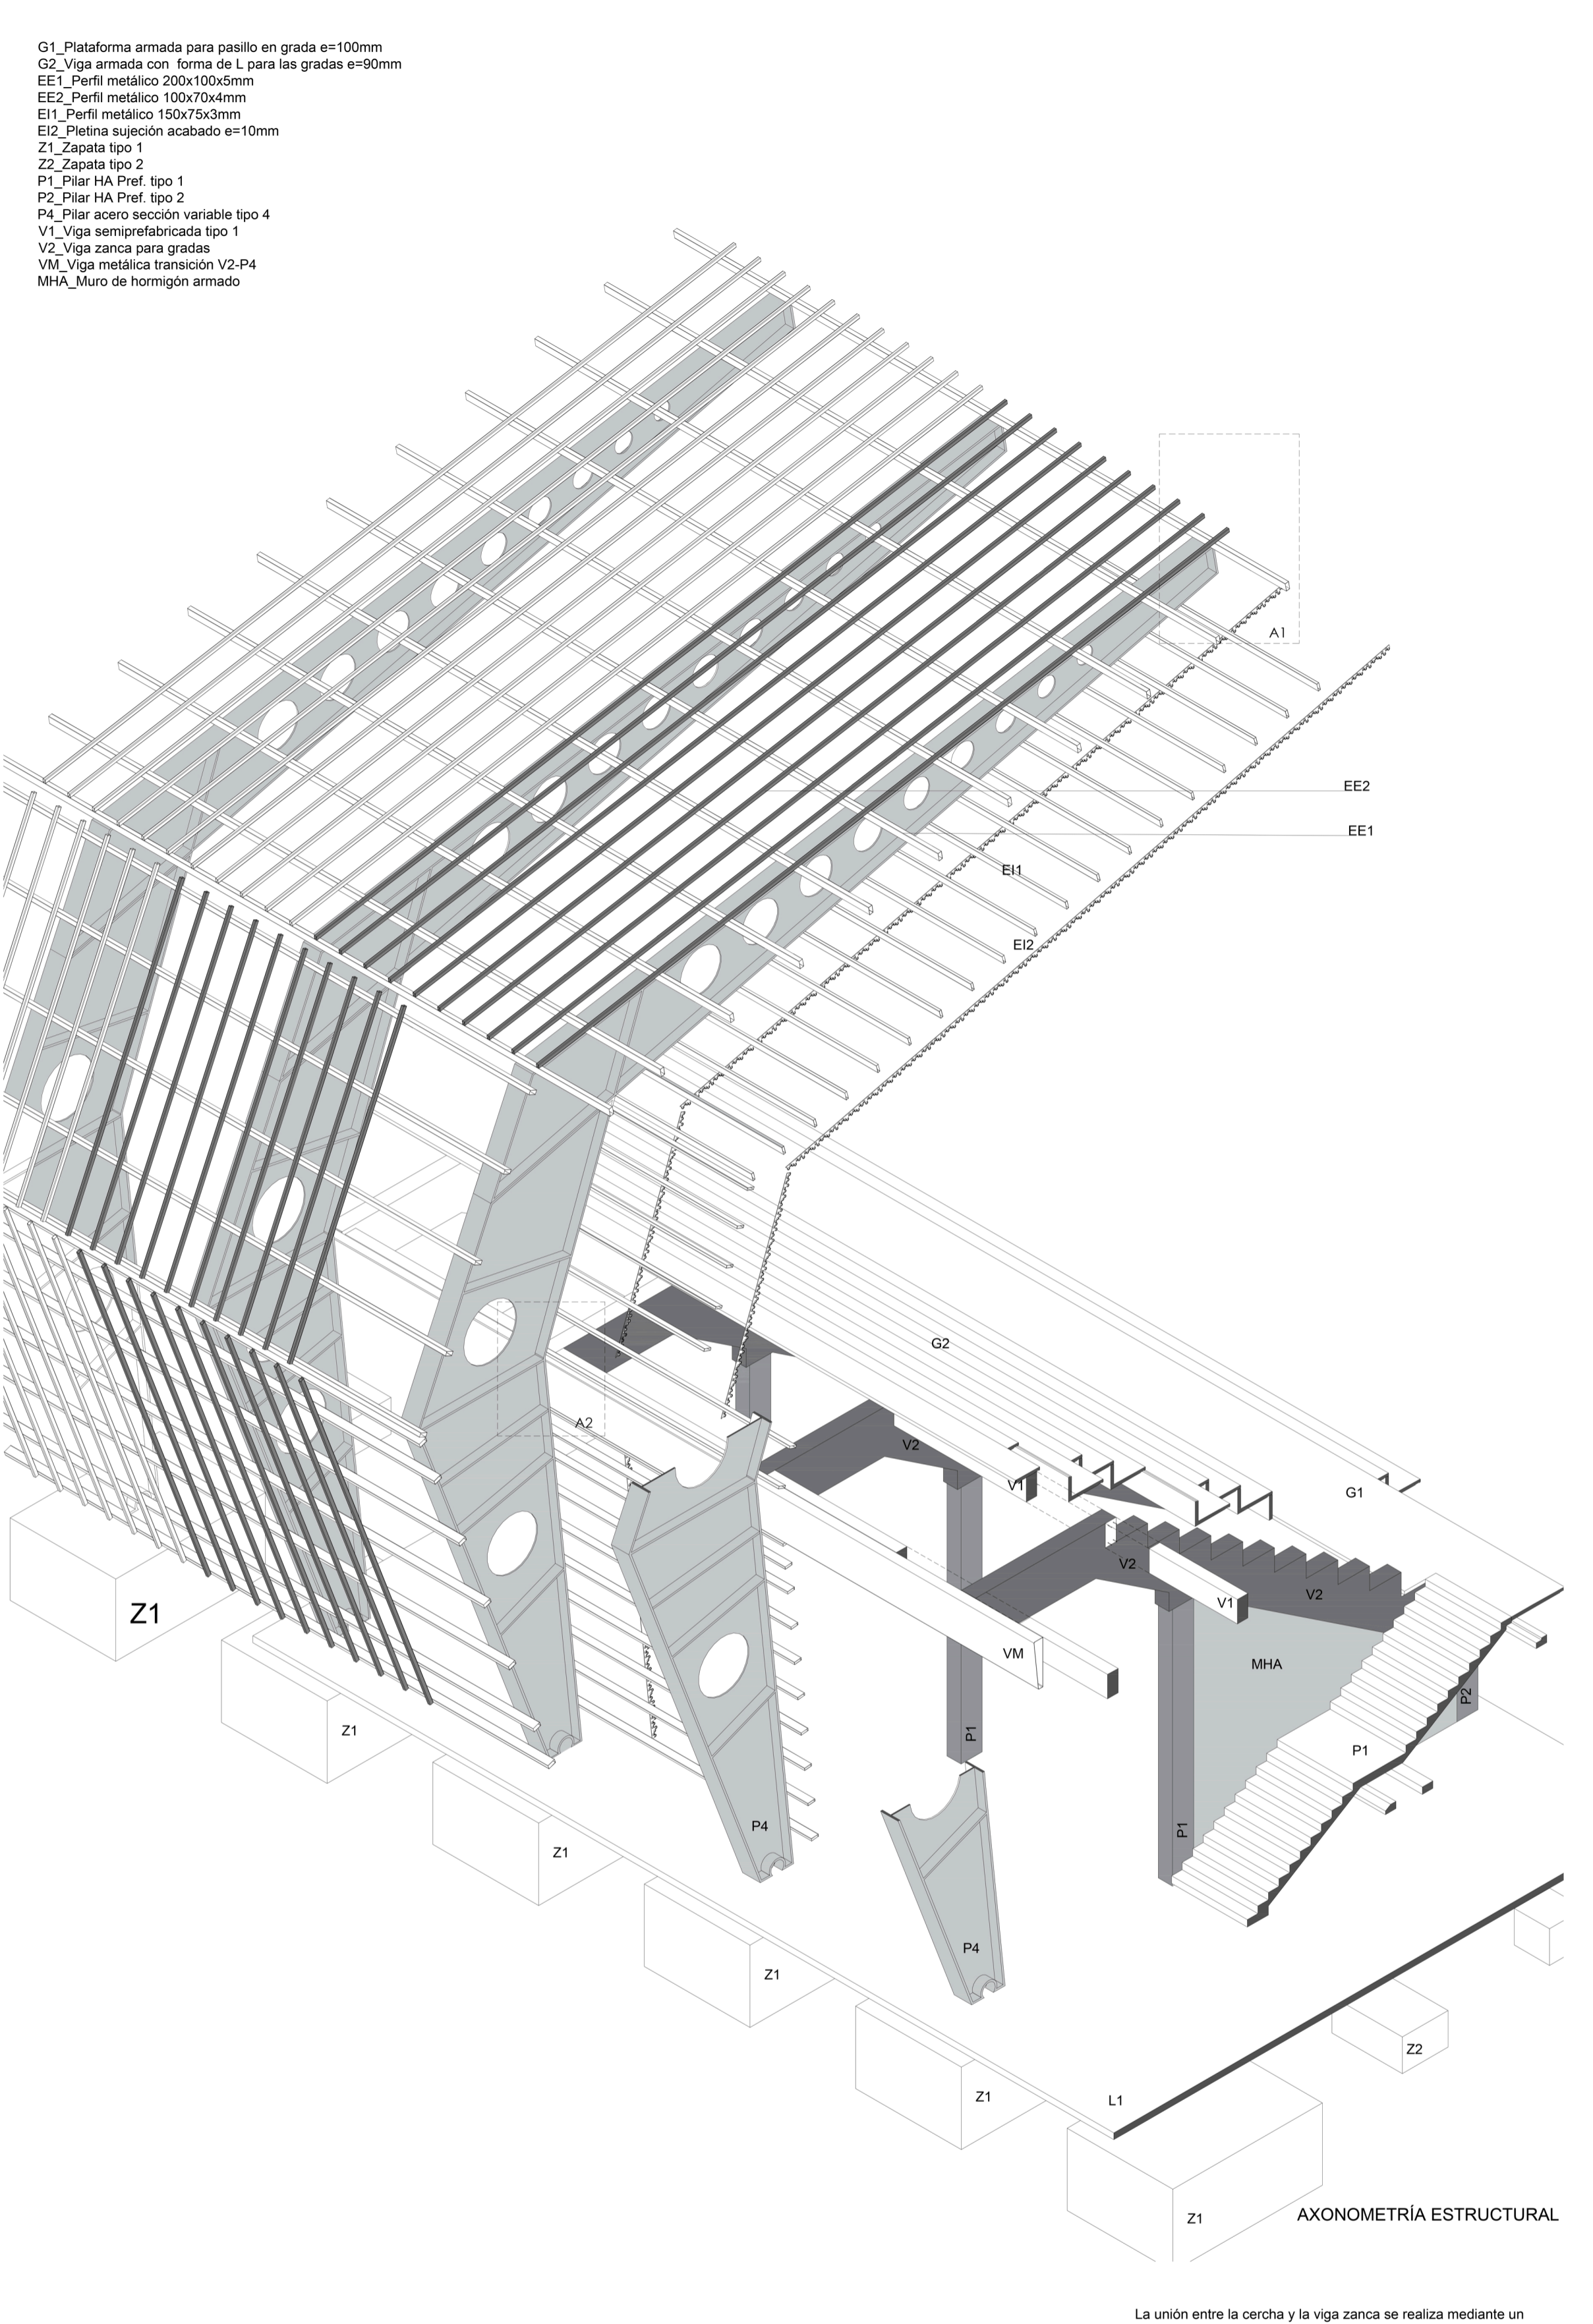 G1_Plataforma armada para pasillo en grada e=100mm
G2_Viga armada con  forma de L para las gradas e=90mm
EE1_Perfil metálico 200x100x5mm
EE2_Perfil metálico 100x70x4mm
EI1_Perfil metálico 150x75x3mm
EI2_Pletina sujeción acabado e=10mm
Z1_Zapata tipo 1
Z2_Zapata tipo 2
P1_Pilar HA Pref. tipo 1
P2_Pilar HA Pref. tipo 2
P4_Pilar acero sección variable tipo 4
V1_Viga semiprefabricada tipo 1
V2_Viga zanca para gradas
VM_Viga metálica transición V2-P4
MHA_Muro de hormigón armado
A1
EE2
EE1
EI1
EI2
G2
A2
V2
V1
G1
V2
V2
V1
Z1
VM
MHA
P2
Z1
P1
P1
P4
P1
Z1
P4
Z1
Z2
Z1
L1
Z1
AXONOMETRÍA ESTRUCTURAL
La unión entre la cercha y la viga zanca se realiza mediante un